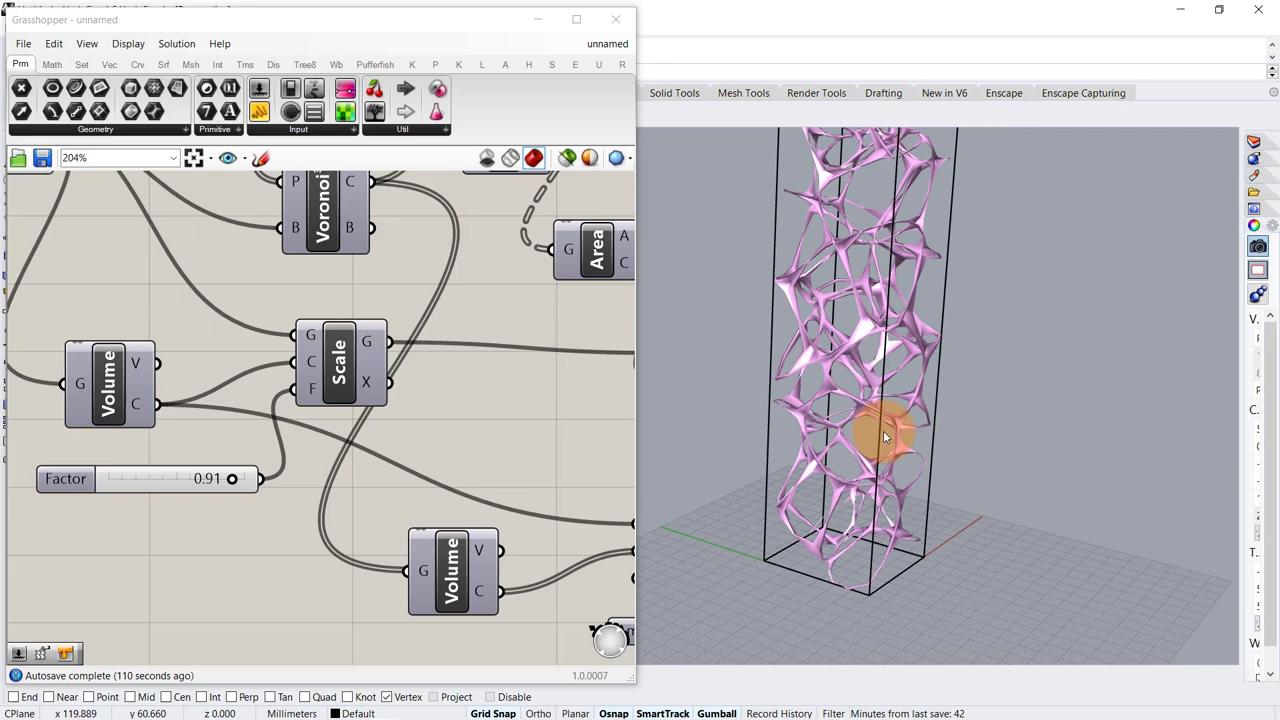 Grasshopper - unnamed
File Edit View Display Solution Help unnamed
Prm Math Set Vec Crv Srf Msh Int Trns Dis Tree8 Wb Pufferfish K P K L A H S E U R
Geometry Primitive Input Util
204%
Solid Tools Mesh Tools Render Tools Drafting New in V6 Enscape Enscape Capturing
P Voronoi³ C
B B
G Area A
C
G Scale G
C
F X
G Volume V
C
Factor 0.91
G Volume V
C
V.
C.
T.
W
Autosave complete (110 seconds ago) 1.0.0007
End Near Point Mid Cen Int Perp Tan Quad Knot Vertex Project Disable
CPlane x 119.889 y 60.660 z 0.000 Millimeters Default Grid Snap Ortho Planar Osnap SmartTrack Gumball Record History Filter Minutes from last save: 42